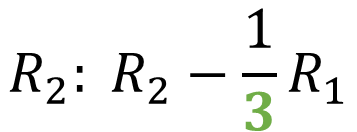 R₂: R₂ − 1/3 R₁